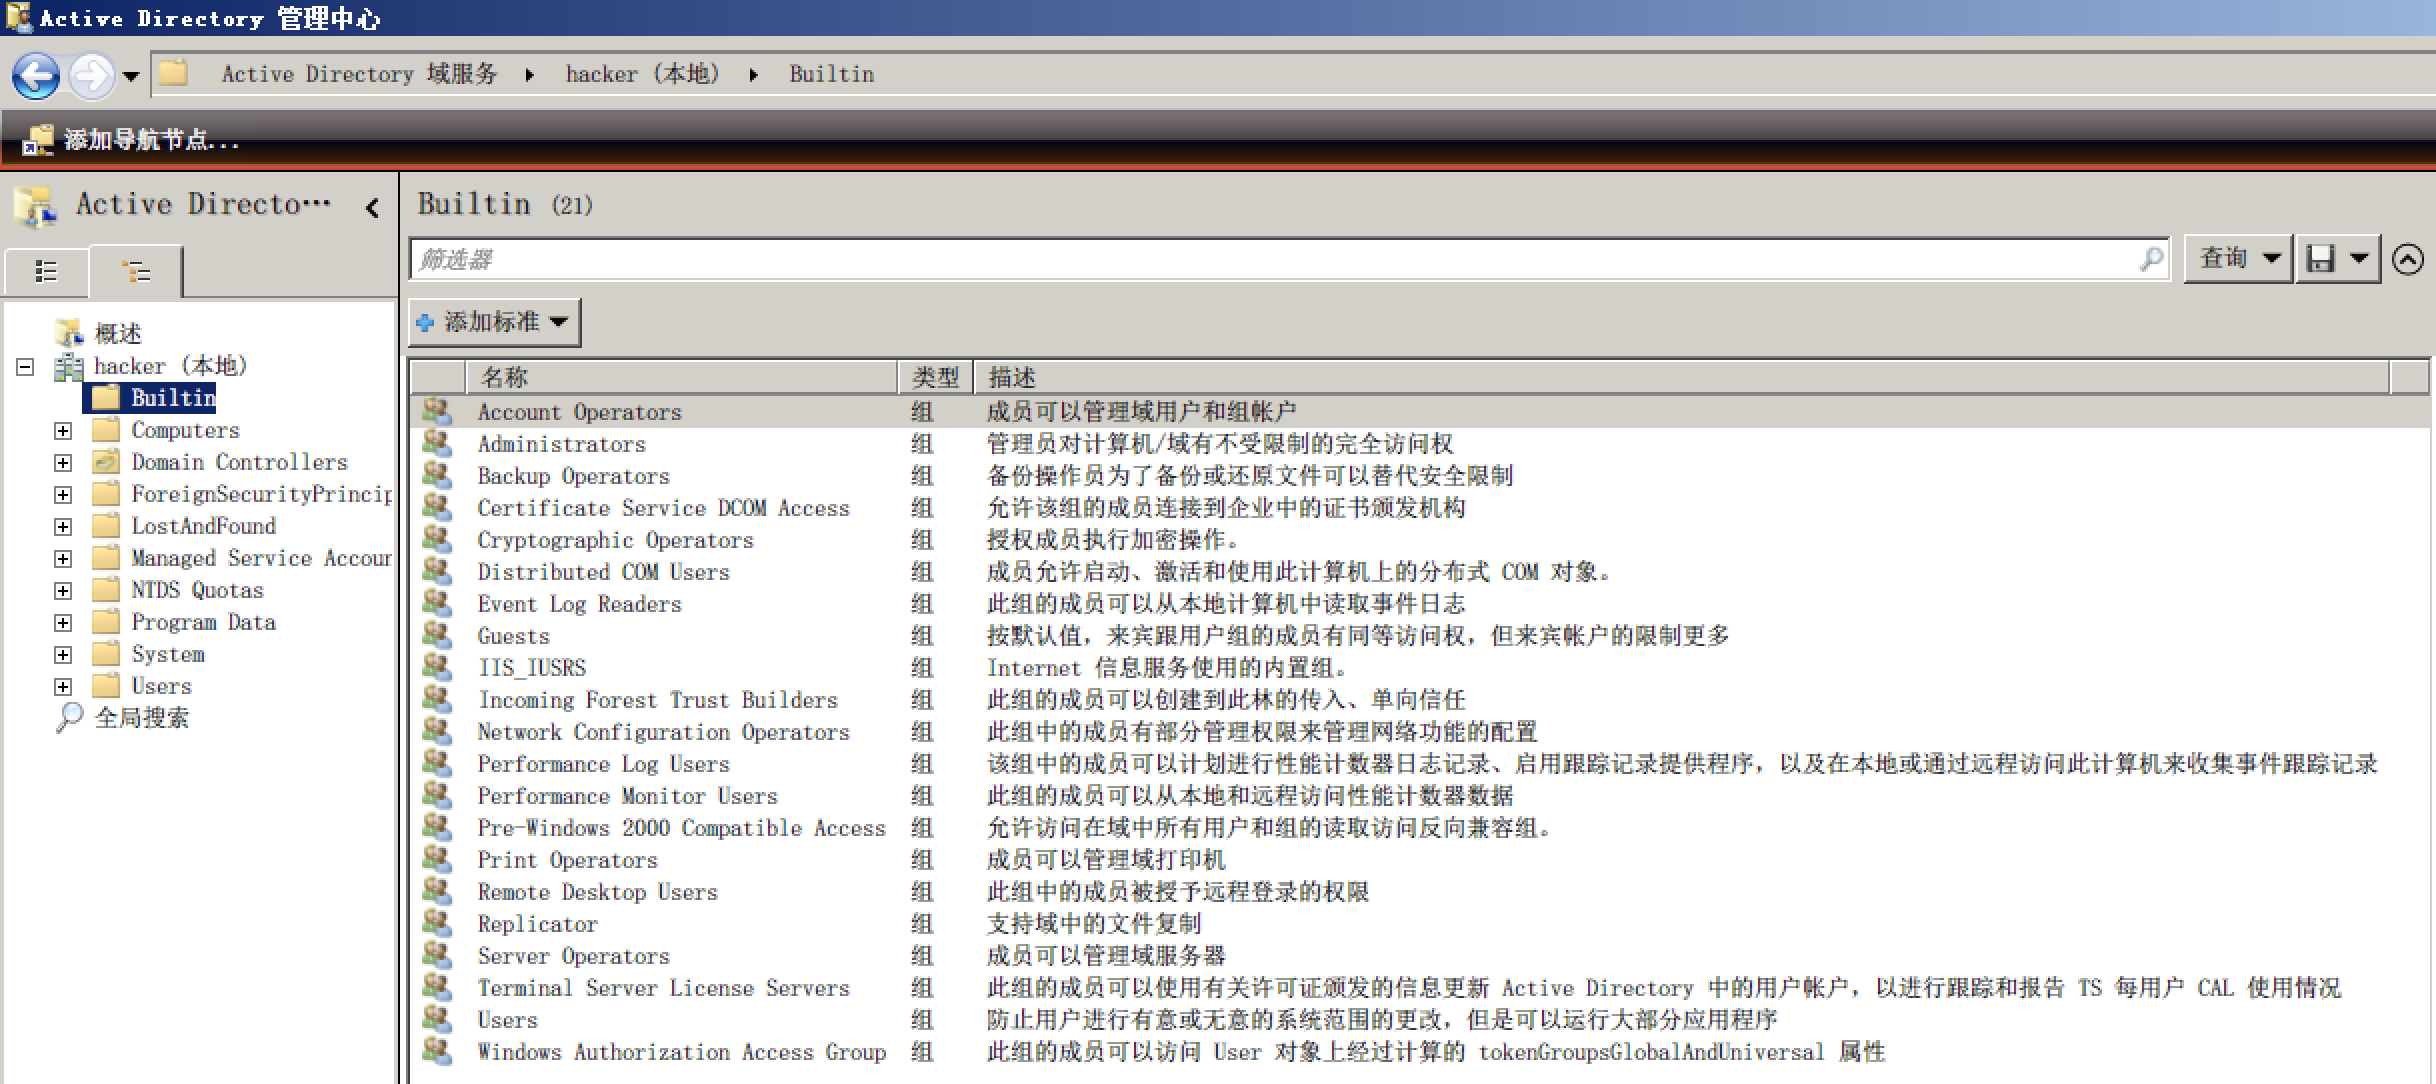 Active Directory 管理中心
Active Directory 域服务 hacker (本地) Builtin
添加导航节点...
Active Directo...
Builtin (21)
筛选器
查询
添加标准
概述
hacker (本地)
Builtin
Computers
Domain Controllers
ForeignSecurityPrincip
LostAndFound
Managed Service Accoun
NTDS Quotas
Program Data
System
Users
全局搜索
名称 类型 描述
Account Operators 组 成员可以管理域用户和组帐户
Administrators 组 管理员对计算机/域有不受限制的完全访问权
Backup Operators 组 备份操作员为了备份或还原文件可以替代安全限制
Certificate Service DCOM Access 组 允许该组的成员连接到企业中的证书颁发机构
Cryptographic Operators 组 授权成员执行加密操作。
Distributed COM Users 组 成员允许启动、激活和使用此计算机上的分布式 COM 对象。
Event Log Readers 组 此组的成员可以从本地计算机中读取事件日志
Guests 组 按默认值，来宾跟用户组的成员有同等访问权，但来宾帐户的限制更多
IIS_IUSRS 组 Internet 信息服务使用的内置组。
Incoming Forest Trust Builders 组 此组的成员可以创建到此林的传入、单向信任
Network Configuration Operators 组 此组中的成员有部分管理权限来管理网络功能的配置
Performance Log Users 组 该组中的成员可以计划进行性能计数器日志记录、启用跟踪记录提供程序，以及在本地或通过远程访问此计算机来收集事件跟踪记录
Performance Monitor Users 组 此组的成员可以从本地和远程访问性能计数器数据
Pre-Windows 2000 Compatible Access 组 允许访问在域中所有用户和组的读取访问反向兼容组。
Print Operators 组 成员可以管理域打印机
Remote Desktop Users 组 此组中的成员被授予远程登录的权限
Replicator 组 支持域中的文件复制
Server Operators 组 成员可以管理域服务器
Terminal Server License Servers 组 此组的成员可以使用有关许可证颁发的信息更新 Active Directory 中的用户帐户，以进行跟踪和报告 TS 每用户 CAL 使用情况
Users 组 防止用户进行有意或无意的系统范围的更改，但是可以运行大部分应用程序
Windows Authorization Access Group 组 此组的成员可以访问 User 对象上经过计算的 tokenGroupsGlobalAndUniversal 属性